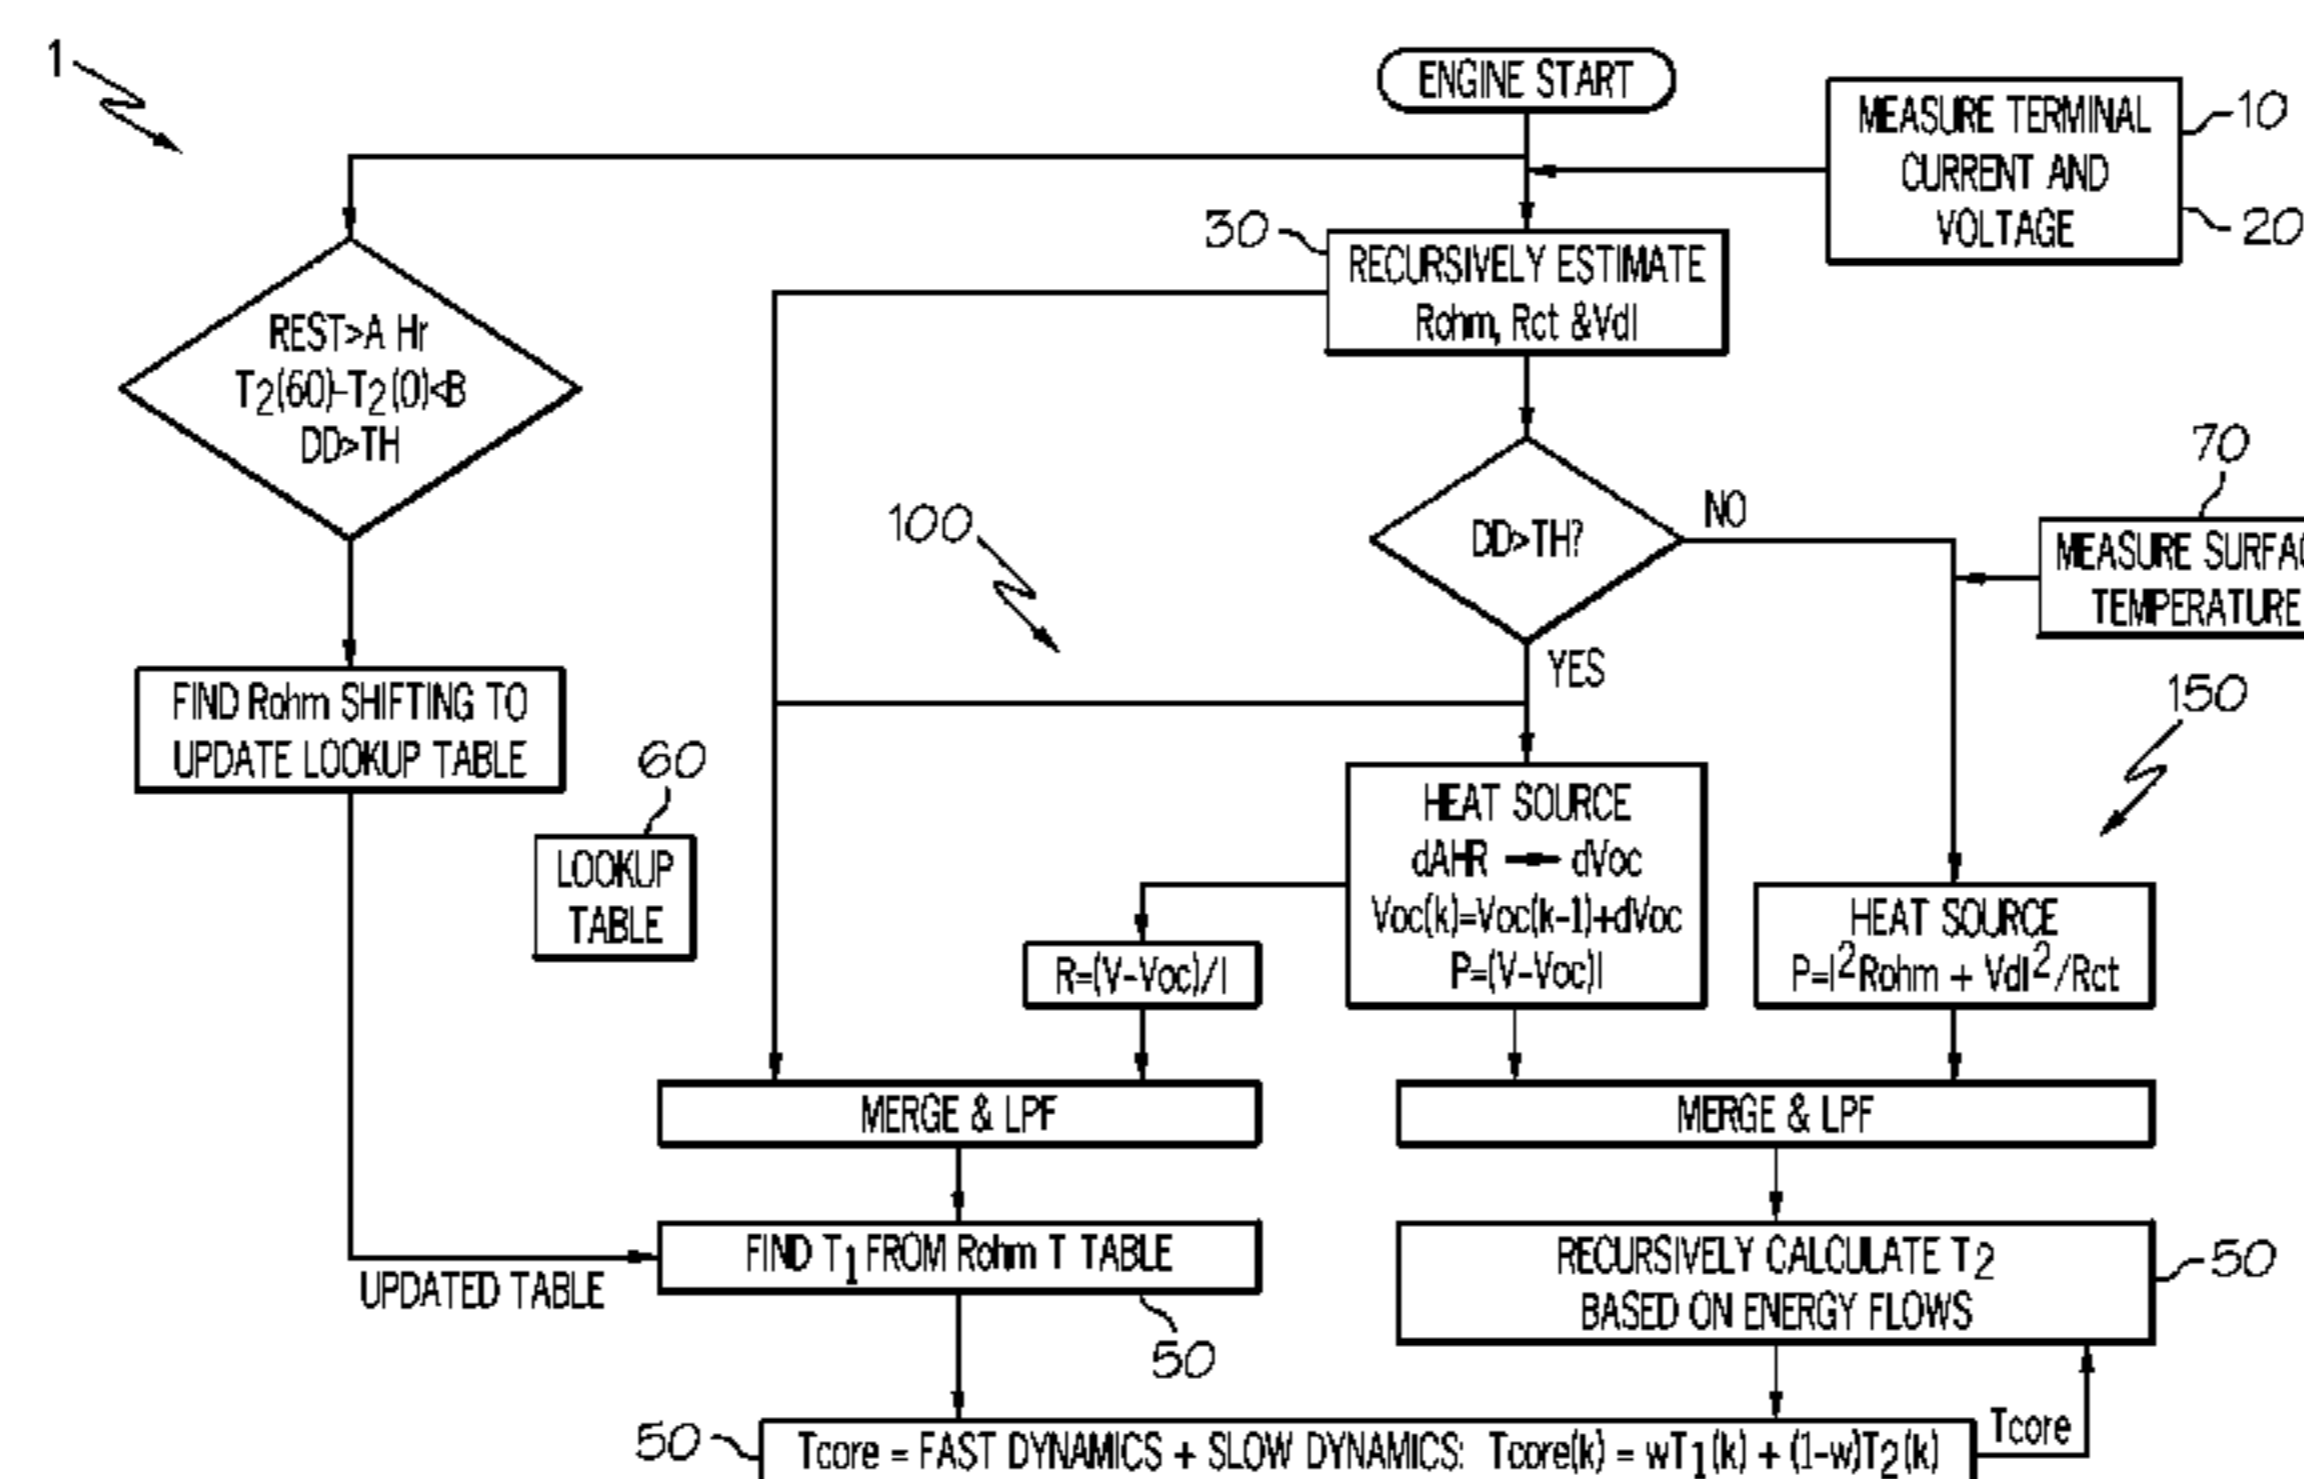 1
ENGINE START
MEASURE TERMINAL
CURRENT AND
VOLTAGE
10
20
30
RECURSIVELY ESTIMATE
Rohm, Rct &Vdl
REST>A Hr
T2(60)-T2(0)<B
DD>TH
DD>TH?
NO
YES
70
MEASURE
TEMPERATURE
100
150
FIND Rohm SHIFTING TO
UPDATE LOOKUP TABLE
60
LOOKUP
TABLE
HEAT SOURCE
dAHR → dVoc
Voc(k)=Voc(k-1)+dVoc
P=(V-Voc)I
R=(V-Voc)/I
HEAT SOURCE
P=I²Rohm + Vdl²/Rct
MERGE & LPF
MERGE & LPF
FIND T1 FROM Rohm T TABLE
50
UPDATED TABLE
RECURSIVELY CALCULATE T2
BASED ON ENERGY FLOWS
50
50
Tcore = FAST DYNAMICS + SLOW DYNAMICS: Tcore(k) = wT1(k) + (1-w)T2(k)
Tcore